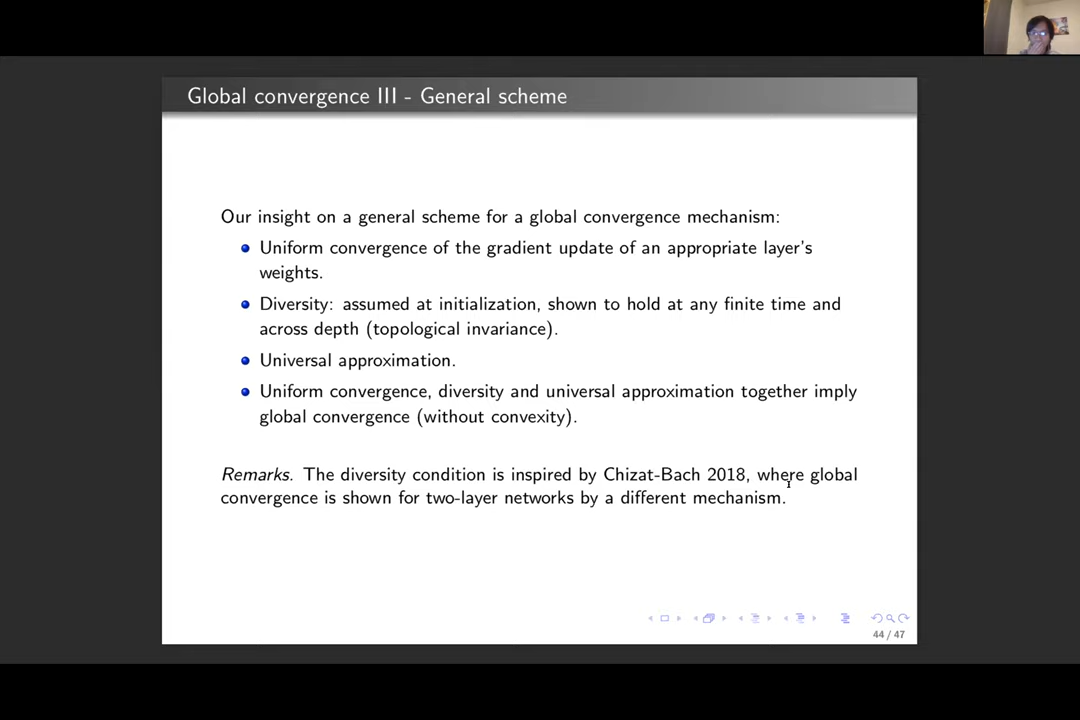 Global convergence III - General scheme
Our insight on a general scheme for a global convergence mechanism:
Uniform convergence of the gradient update of an appropriate layer's
weights.
Diversity: assumed at initialization, shown to hold at any finite time and
across depth (topological invariance).
Universal approximation.
Uniform convergence, diversity and universal approximation together imply
global convergence (without convexity).
Remarks. The diversity condition is inspired by Chizat-Bach 2018, where global
convergence is shown for two-layer networks by a different mechanism.
44 / 47